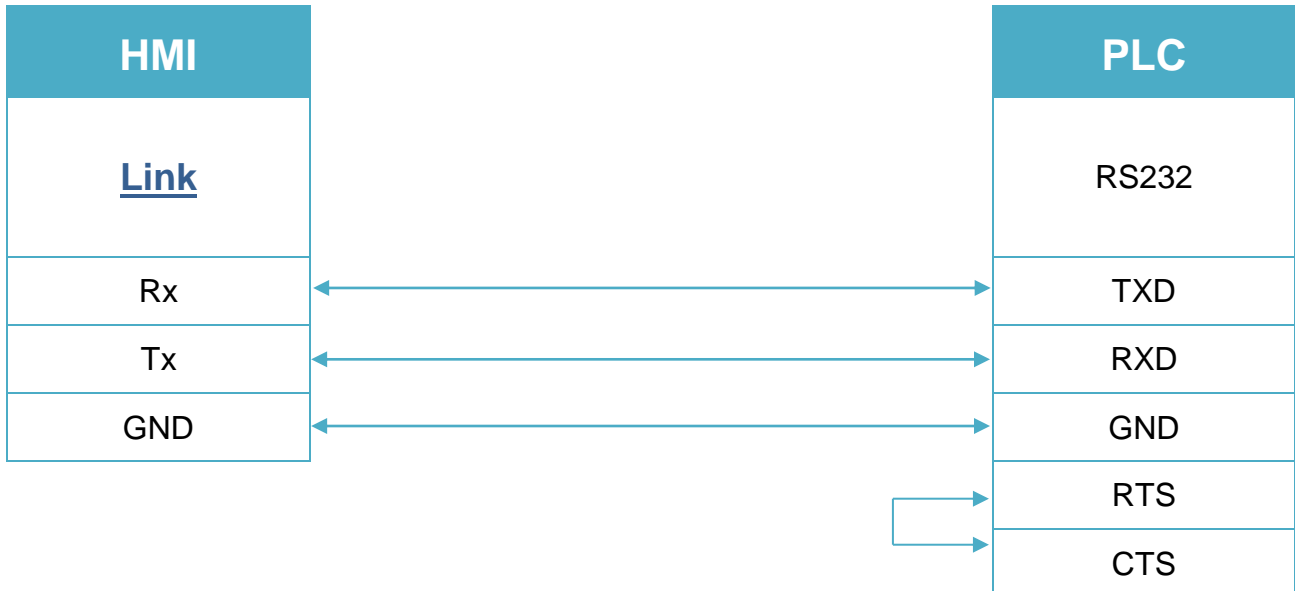 HMI PLC
Link RS232
Rx TXD
Tx RXD
GND GND
RTS
CTS